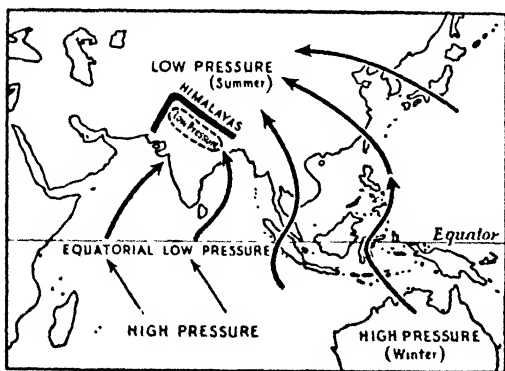 LOW PRESSURE
(Summer)
HIMALAYAS
Low Pressure
Equator
EQUATORIAL LOW PRESSURE
HIGH PRESSURE
HIGH PRESSURE
(Winter)